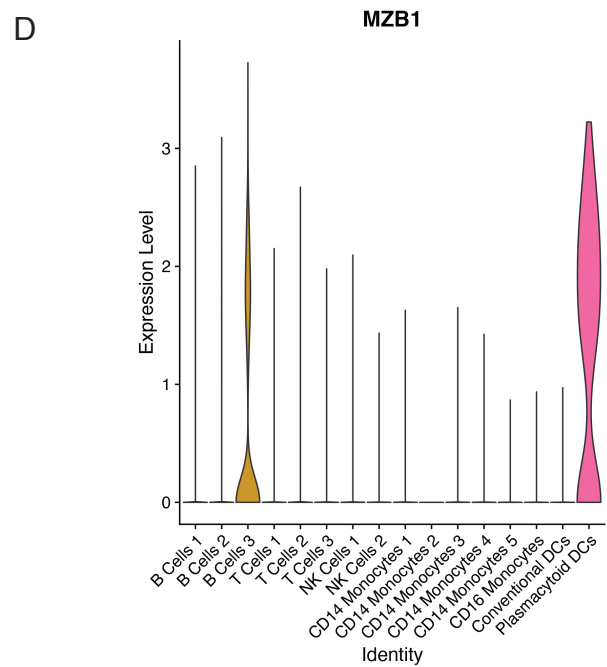 D
MZB1
Expression Level
3
2
1
0
B Cells 1
B Cells 2
B Cells 3
T Cells 1
T Cells 2
T Cells 3
NK Cells 1
NK Cells 2
CD14 Monocytes 1
CD14 Monocytes 2
CD14 Monocytes 3
CD14 Monocytes 4
CD14 Monocytes 5
CD16 Monocytes
Conventional DCs
Plasmacytoid DCs
Identity